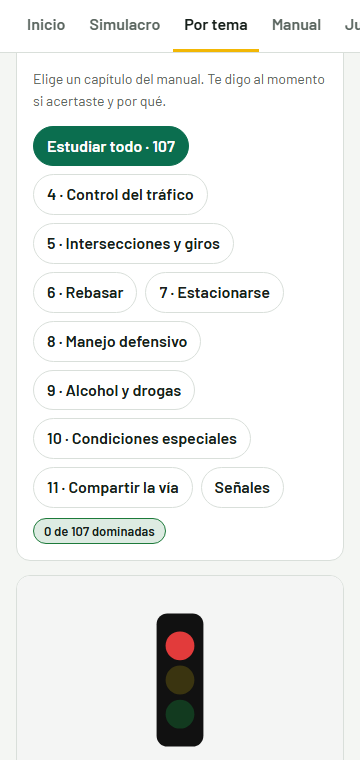 Inicio Simulacro Por tema Manual Ju
Elige un capítulo del manual. Te digo al momento
si acertaste y por qué.
Estudiar todo · 107
4 · Control del tráfico
5 · Intersecciones y giros
6 · Rebasar 7 · Estacionarse
8 · Manejo defensivo
9 · Alcohol y drogas
10 · Condiciones especiales
11 · Compartir la vía Señales
0 de 107 dominadas